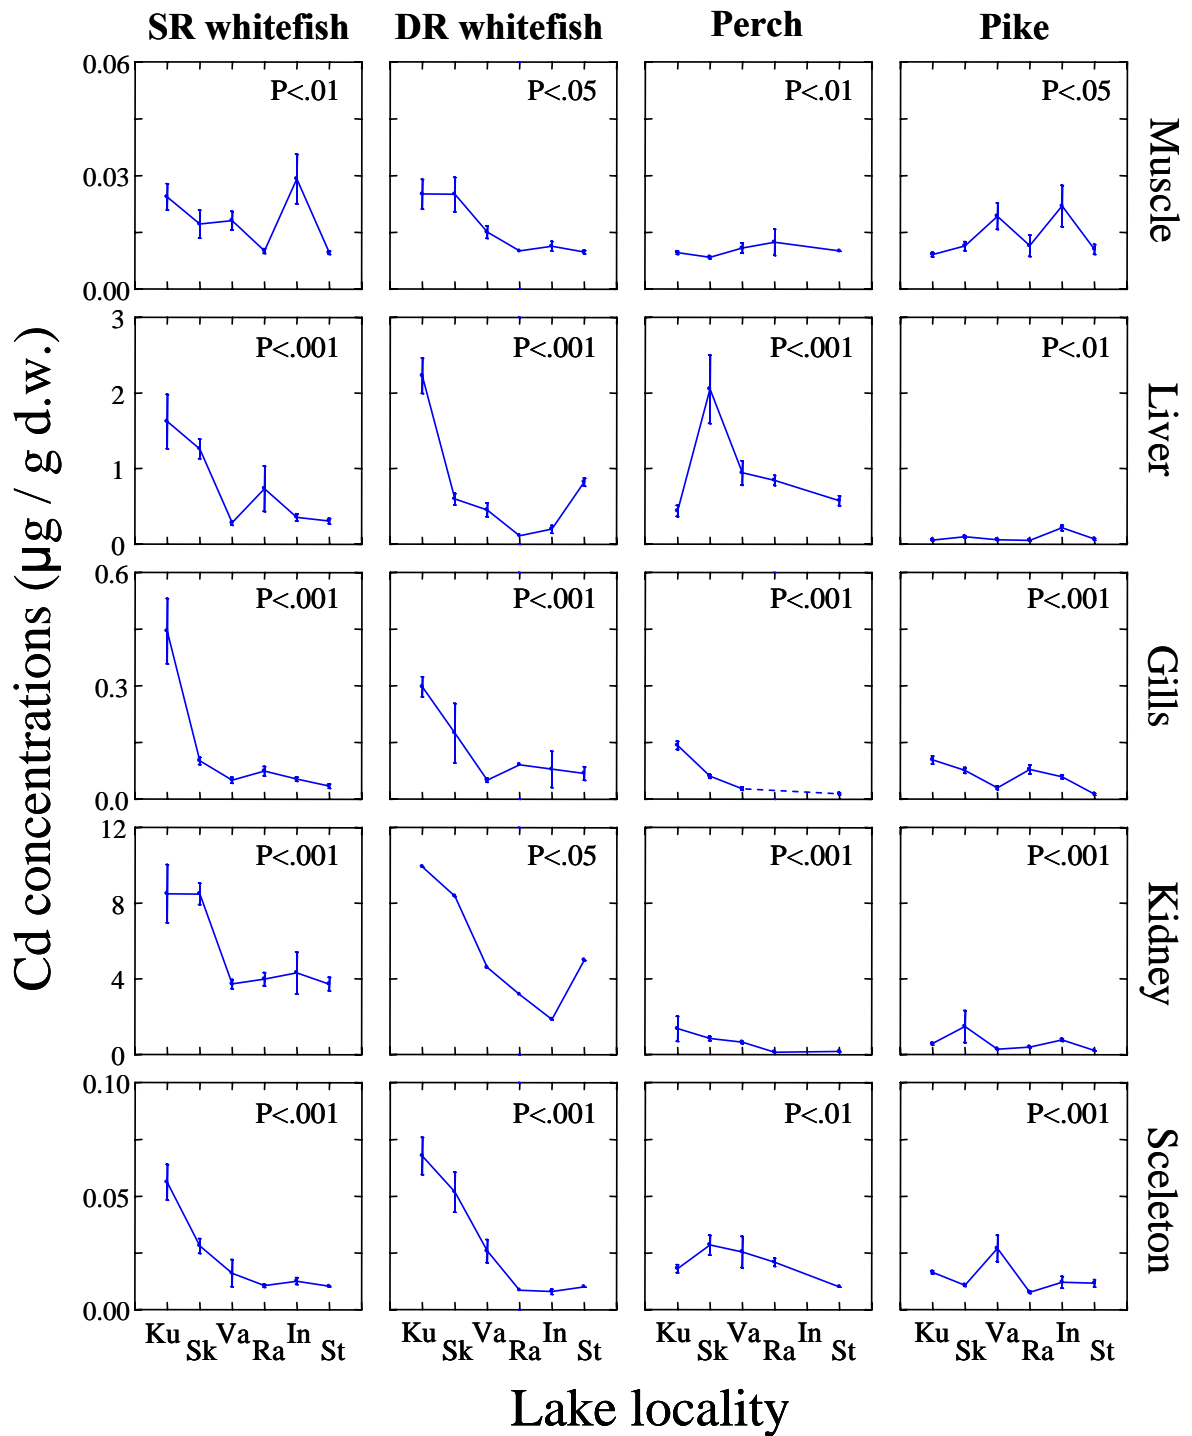 SR whitefish DR whitefish Perch Pike
0.06 P<.01 P<.05 P<.01 P<.05
0.03
0.00
Muscle
3 P<.001 P<.001 P<.001 P<.01
2
1
0
Liver
0.6 P<.001 P<.001 P<.001 P<.001
0.3
0.0
Gills
12 P<.001 P<.05 P<.001 P<.001
8
4
0
Kidney
0.10 P<.001 P<.001 P<.01 P<.001
0.05
0.00
Sceleton
Cd concentrations (µg / g d.w.)
Ku Sk Va Ra In St Ku Sk Va Ra In St Ku Sk Va Ra In St Ku Sk Va Ra In St
Lake locality